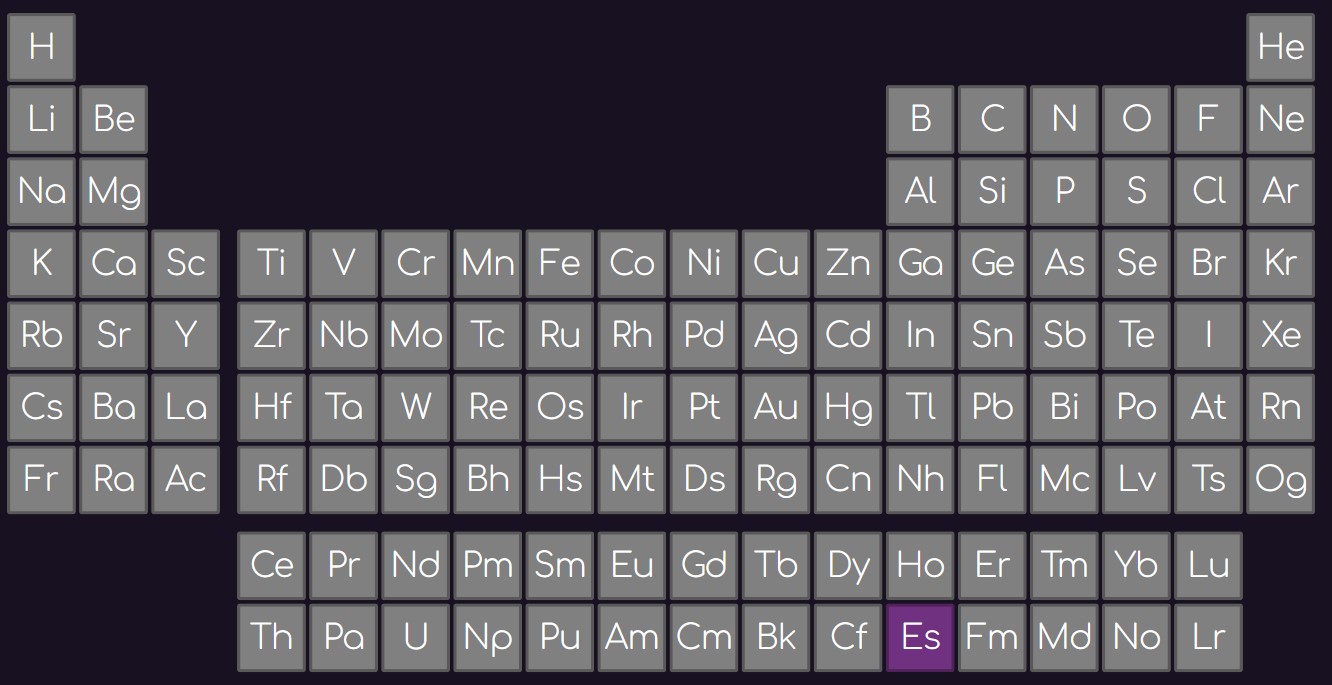 H He
Li Be B C N O F Ne
Na Mg Al Si P S Cl Ar
K Ca Sc Ti V Cr Mn Fe Co Ni Cu Zn Ga Ge As Se Br Kr
Rb Sr Y Zr Nb Mo Tc Ru Rh Pd Ag Cd In Sn Sb Te I Xe
Cs Ba La Hf Ta W Re Os Ir Pt Au Hg Tl Pb Bi Po At Rn
Fr Ra Ac Rf Db Sg Bh Hs Mt Ds Rg Cn Nh Fl Mc Lv Ts Og
Ce Pr Nd Pm Sm Eu Gd Tb Dy Ho Er Tm Yb Lu
Th Pa U Np Pu Am Cm Bk Cf Es Fm Md No Lr